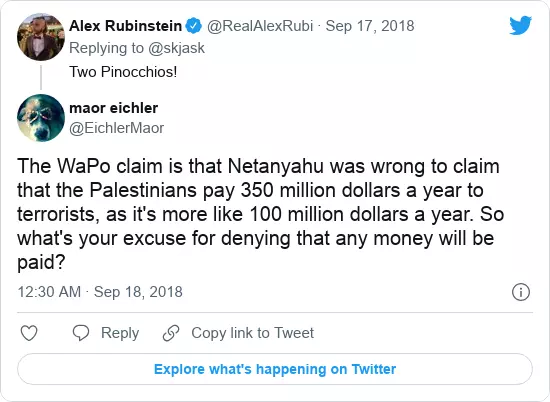 Alex Rubinstein @RealAlexRubi · Sep 17, 2018
Replying to @skjask
Two Pinocchios!
maor eichler
@EichlerMaor
The WaPo claim is that Netanyahu was wrong to claim
that the Palestinians pay 350 million dollars a year to
terrorists, as it's more like 100 million dollars a year. So
what's your excuse for denying that any money will be
paid?
12:30 AM · Sep 18, 2018
Reply Copy link to Tweet
Explore what's happening on Twitter